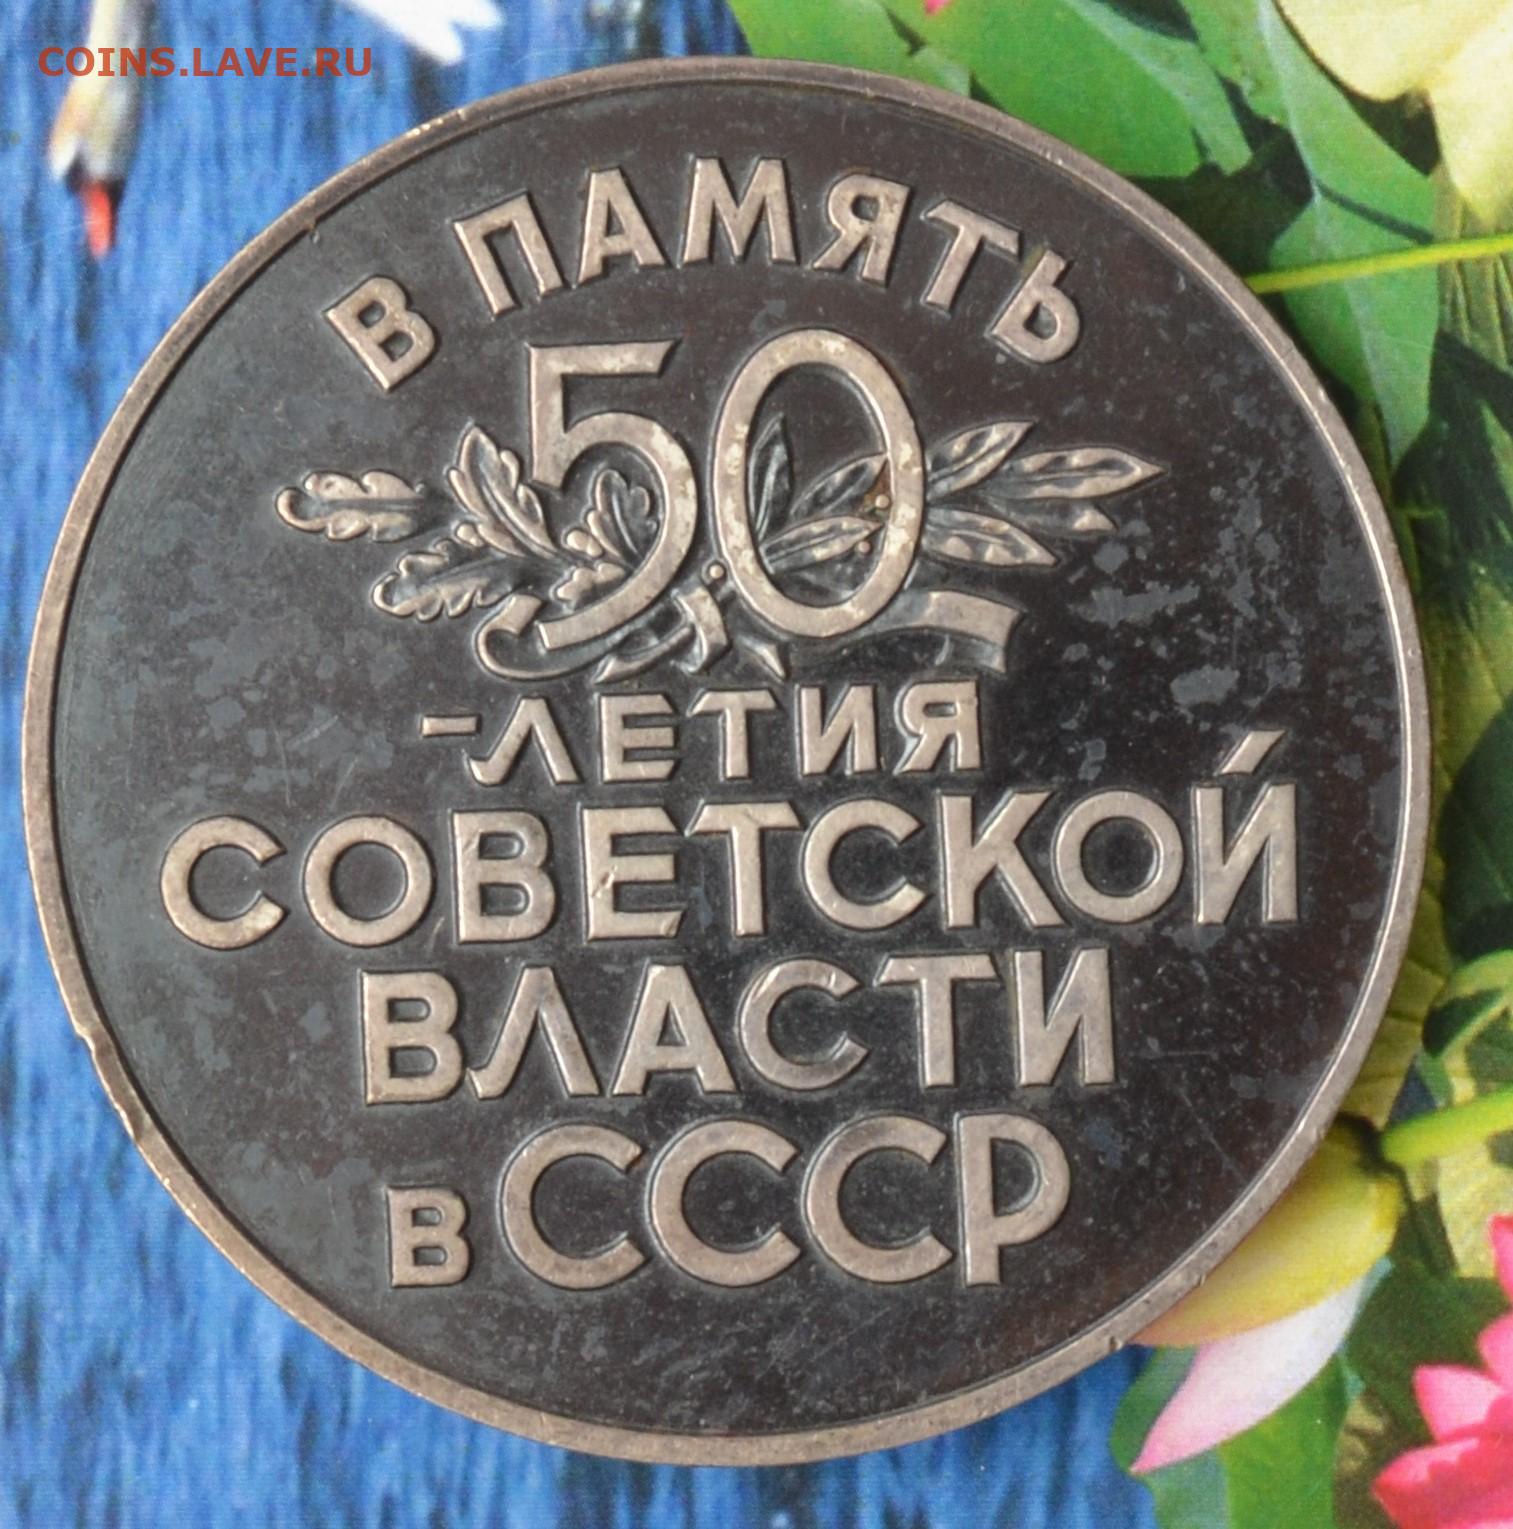 COINS.LAVE.RU
В ПАМЯТЬ
50
-ЛЕТИЯ
СОВЕТСКОЙ
ВЛАСТИ
В СССР